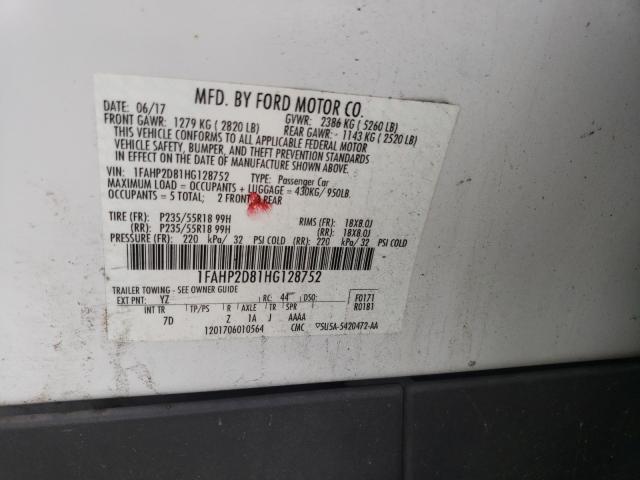 MFD. BY FORD MOTOR CO.
DATE: 06/17 GVWR: 2386 KG ( 5260 LB)
FRONT GAWR: 1279 KG ( 2820 LB) REAR GAWR: 1143 KG ( 2520 LB)
THIS VEHICLE CONFORMS TO ALL APPLICABLE FEDERAL MOTOR
VEHICLE SAFETY, BUMPER, AND THEFT PREVENTION STANDARDS
IN EFFECT ON THE DATE OF MANUFACTURE SHOWN ABOVE.
VIN: 1FAHP2D81HG128752 TYPE: Passenger Car
MAXIMUM LOAD = OCCUPANTS + LUGGAGE = 430KG/ 950LB.
OCCUPANTS = 5 TOTAL; 2 FRONT 3 REAR
TIRE (FR): P235/55R18 99H RIMS (FR): 18X8.0J
(RR): P235/55R18 99H (RR): 18X8.0J
PRESSURE (FR): 220 kPa/ 32 PSI COLD (RR): 220 kPa/ 32 PSI COLD
1FAHP2D81HG128752
TRAILER TOWING - SEE OWNER GUIDE
EXT PNT: YZ RC: 44 DSO: F0171
INT TR TP/PS R AXLE TR SPR R0181
7D Z 1A J AAAA
1201706010564 CMC ▽5U5A-5420472-AA